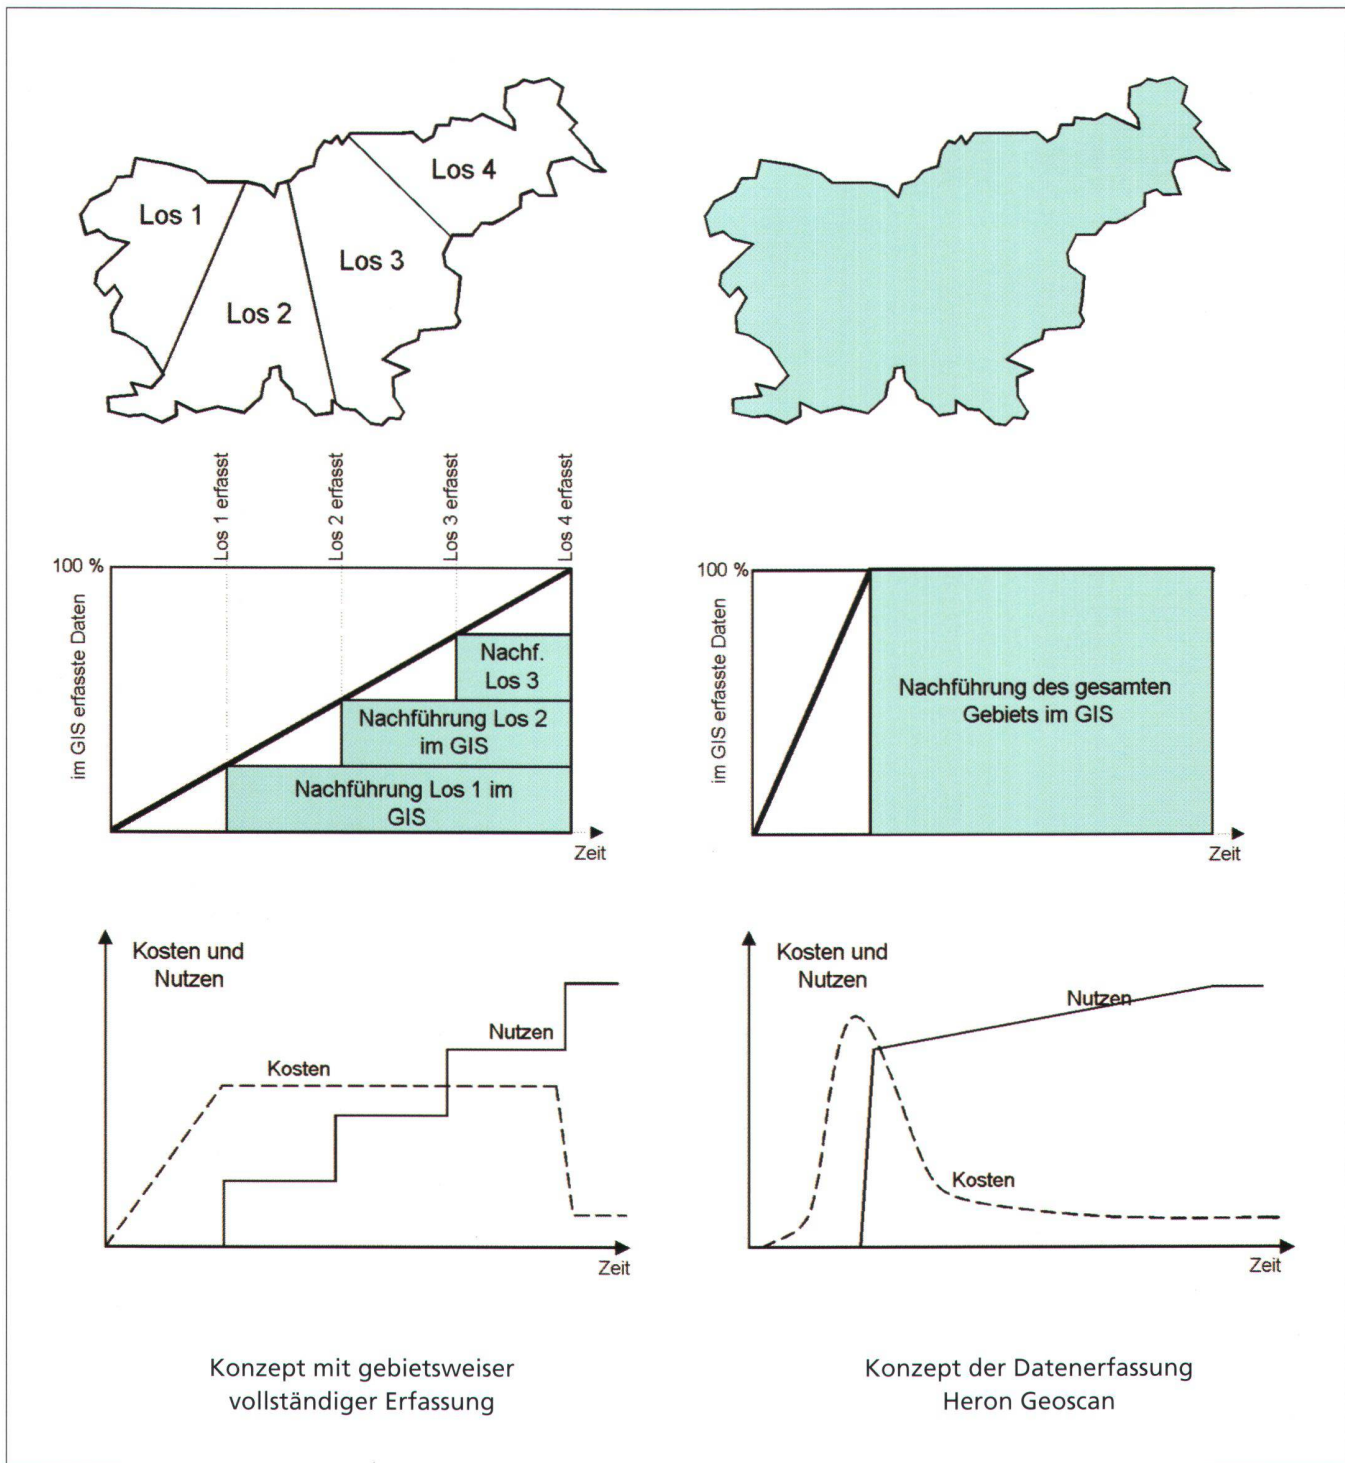 Los 1
Los 2
Los 3
Los 4
Los 1 erfasst
Los 2 erfasst
Los 3 erfasst
Los 4 erfasst
100 %
im GIS erfasste Daten
Nachf.
Los 3
Nachführung Los 2
im GIS
Nachführung Los 1 im
GIS
Zeit
100 %
im GIS erfasste Daten
Nachführung des gesamten
Gebiets im GIS
Zeit
Kosten und
Nutzen
Nutzen
Kosten
Zeit
Kosten und
Nutzen
Nutzen
Kosten
Zeit
Konzept mit gebietsweiser
vollständiger Erfassung
Konzept der Datenerfassung
Heron Geoscan